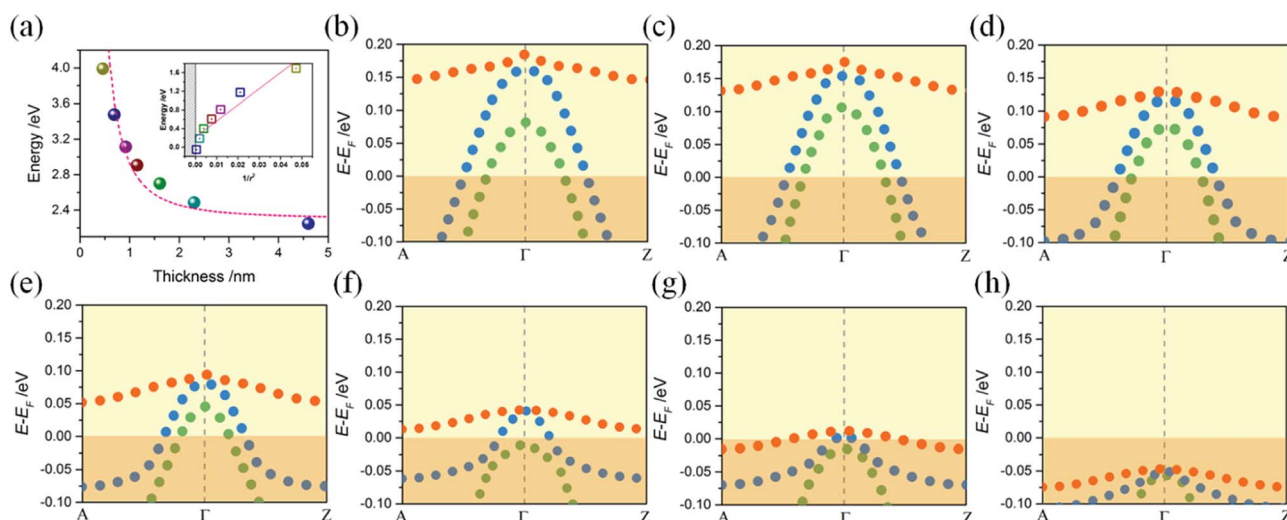 (a)
Energy /eV
4.0
3.6
3.2
2.8
2.4
0
1
2
3
4
5
Thickness /nm
Energy /eV
1.6
1.2
0.8
0.4
0.0
0.00
0.01
0.02
0.03
0.04
0.05
1/r²
(b)
E-E_F /eV
0.20
0.15
0.10
0.05
0.00
-0.05
-0.10
A
Γ
Z
(c)
E-E_F /eV
0.20
0.15
0.10
0.05
0.00
-0.05
-0.10
A
Γ
Z
(d)
E-E_F /eV
0.20
0.15
0.10
0.05
0.00
-0.05
-0.10
A
Γ
Z
(e)
E-E_F /eV
0.20
0.15
0.10
0.05
0.00
-0.05
-0.10
A
Γ
Z
(f)
E-E_F /eV
0.20
0.15
0.10
0.05
0.00
-0.05
-0.10
A
Γ
Z
(g)
E-E_F /eV
0.20
0.15
0.10
0.05
0.00
-0.05
-0.10
A
Γ
Z
(h)
E-E_F /eV
0.20
0.15
0.10
0.05
0.00
-0.05
-0.10
A
Γ
Z